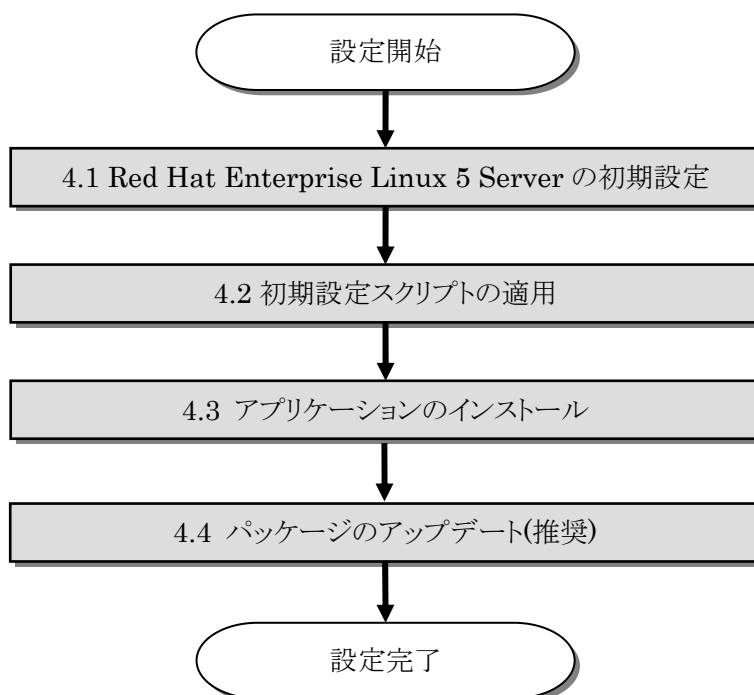 設定開始
4.1 Red Hat Enterprise Linux 5 Server の初期設定
4.2 初期設定スクリプトの適用
4.3 アプリケーションのインストール
4.4 パッケージのアップデート(推奨)
設定完了